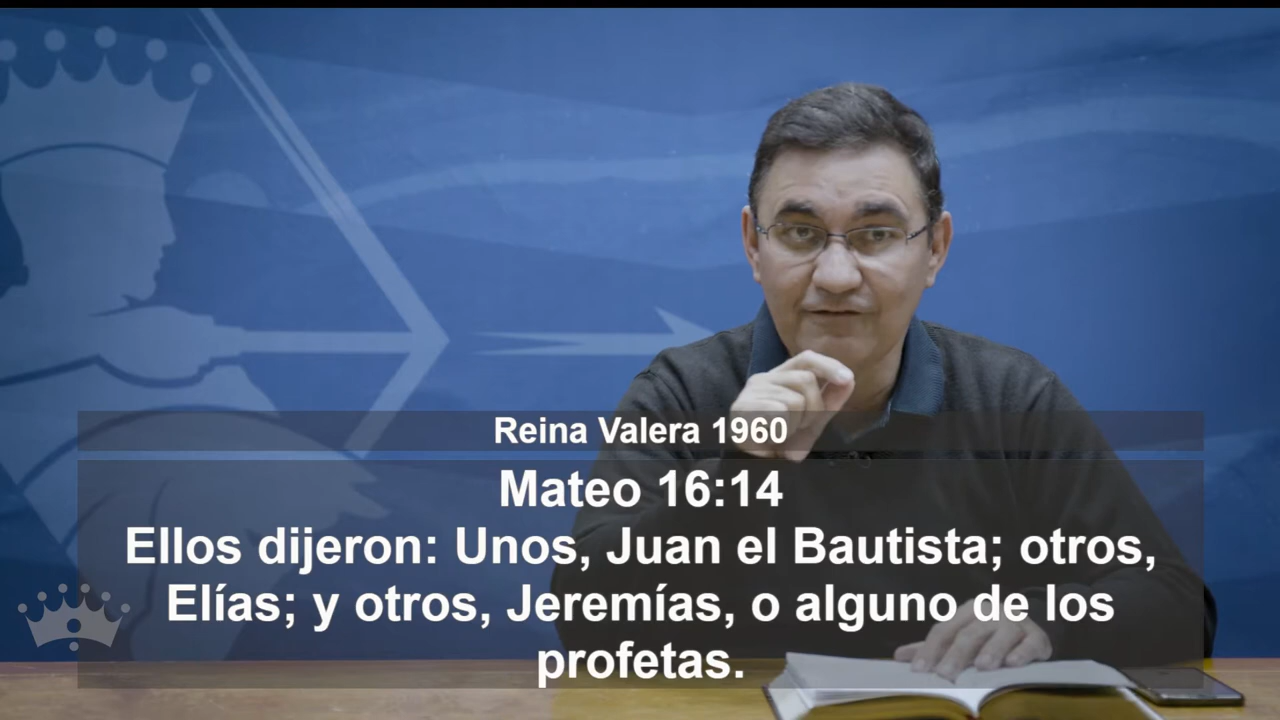 Reina Valera 1960
Mateo 16:14
Ellos dijeron: Unos, Juan el Bautista; otros,
Elías; y otros, Jeremías, o alguno de los
profetas.